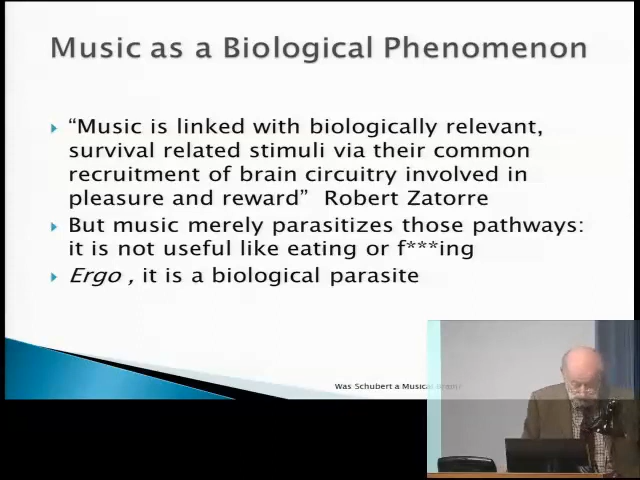 Music as a Biological Phenomenon
“Music is linked with biologically relevant,
survival related stimuli via their common
recruitment of brain circuitry involved in
pleasure and reward” Robert Zatorre
But music merely parasitizes those pathways:
it is not useful like eating or f***ing
Ergo , it is a biological parasite
Was Schubert a Musical